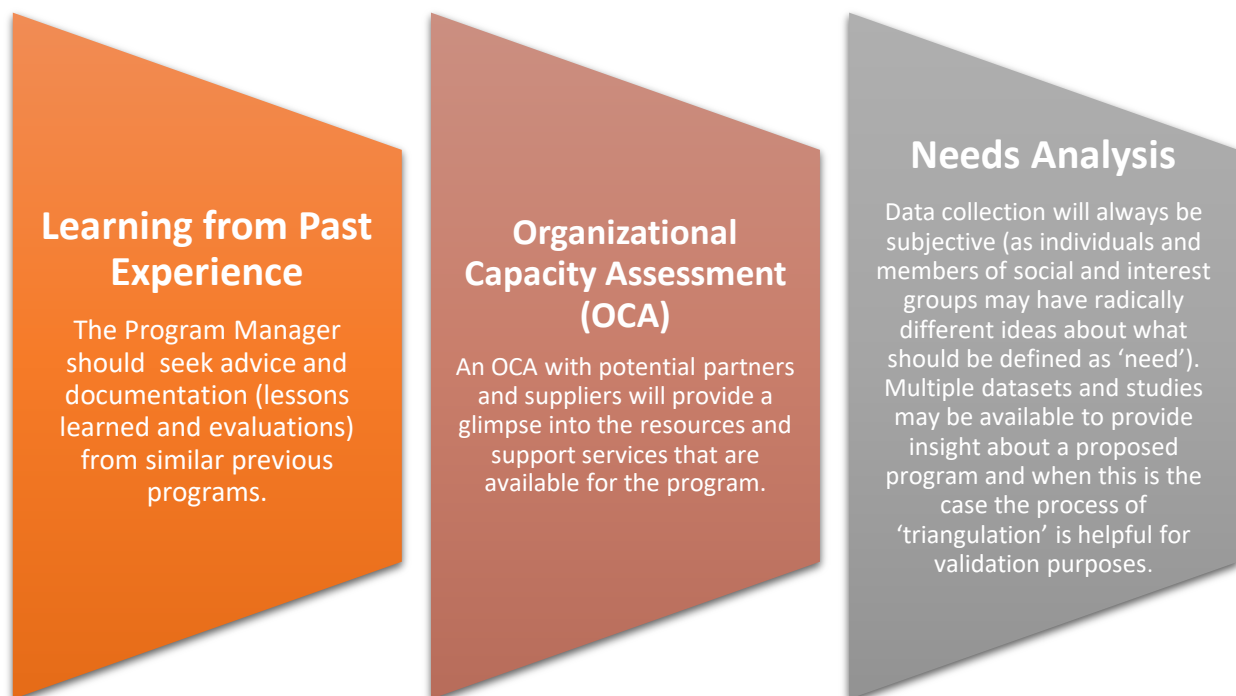 Learning from Past
Experience
The Program Manager
should  seek advice and
documentation (lessons
learned and evaluations)
from similar previous
programs.
Organizational
Capacity Assessment
(OCA)
An OCA with potential partners
and suppliers will provide a
glimpse into the resources and
support services that are
available for the program.
Needs Analysis
Data collection will always be
subjective (as individuals and
members of social and interest
groups may have radically
different ideas about what
should be defined as ‘need’).
Multiple datasets and studies
may be available to provide
insight about a proposed
program and when this is the
case the process of
‘triangulation’ is helpful for
validation purposes.